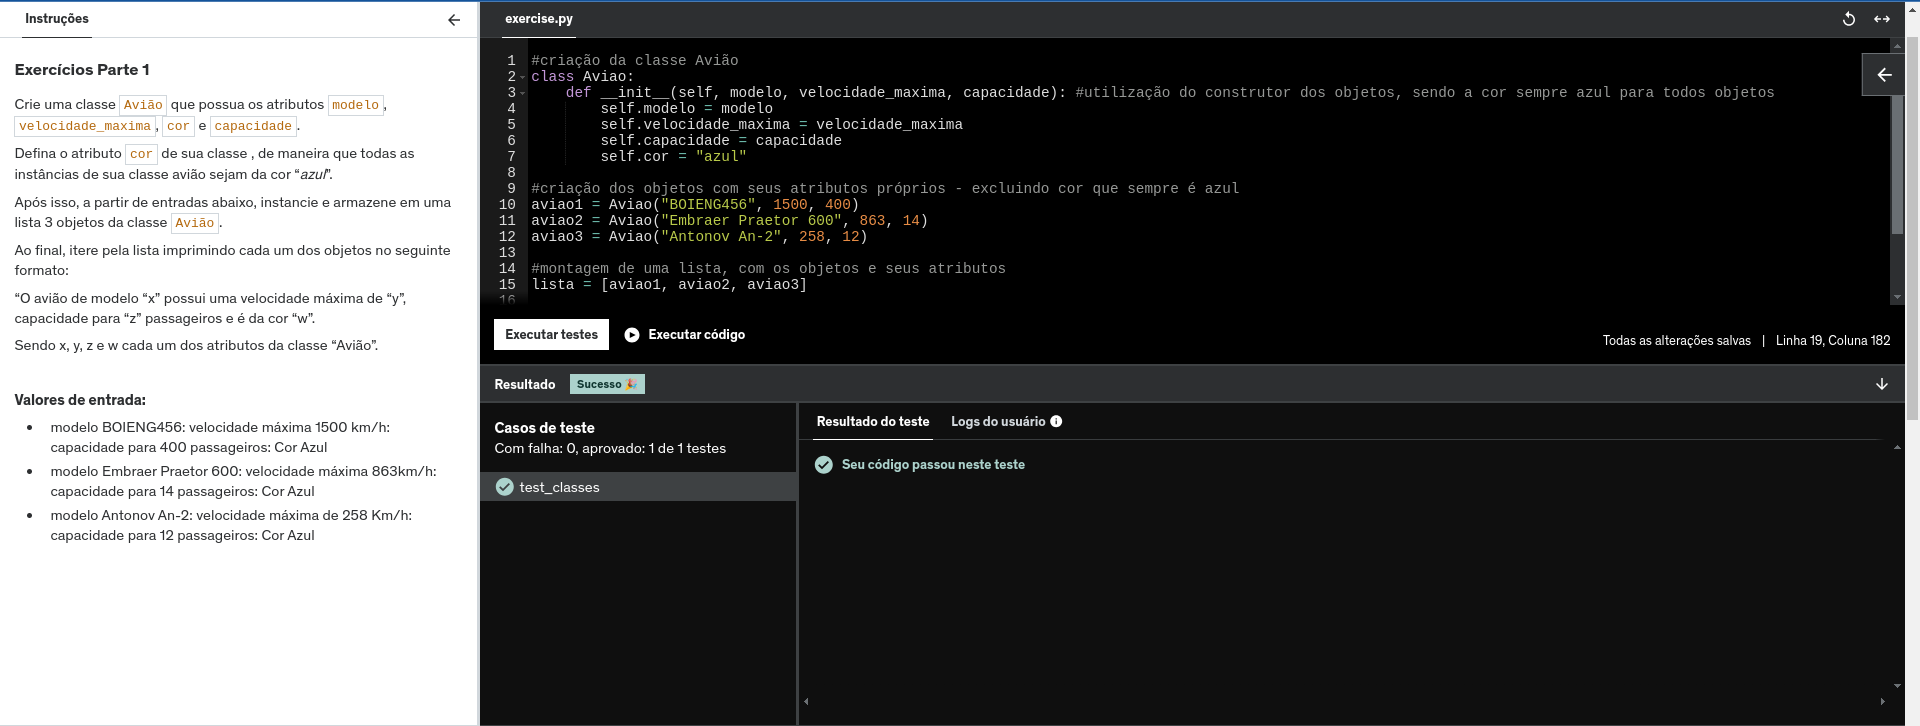 Instruções
Exercícios Parte 1
Crie uma classe Avião que possua os atributos modelo,
velocidade_maxima, cor e capacidade.
Defina o atributo cor de sua classe , de maneira que todas as
instâncias de sua classe avião sejam da cor “azul”.
Após isso, a partir de entradas abaixo, instancie e armazene em uma
lista 3 objetos da classe Avião.
Ao final, itere pela lista imprimindo cada um dos objetos no seguinte
formato:
“O avião de modelo “x” possui uma velocidade máxima de “y”,
capacidade para “z” passageiros e é da cor “w”.
Sendo x, y, z e w cada um dos atributos da classe “Avião”.
Valores de entrada:
• modelo BOIENG456: velocidade máxima 1500 km/h:
capacidade para 400 passageiros: Cor Azul
• modelo Embraer Praetor 600: velocidade máxima 863km/h:
capacidade para 14 passageiros: Cor Azul
• modelo Antonov An-2: velocidade máxima de 258 Km/h:
capacidade para 12 passageiros: Cor Azul
exercise.py
1 #criação da classe Avião
2 class Aviao:
3     def __init__(self, modelo, velocidade_maxima, capacidade): #utilização do construtor dos objetos, sendo a cor sempre azul para todos objetos
4         self.modelo = modelo
5         self.velocidade_maxima = velocidade_maxima
6         self.capacidade = capacidade
7         self.cor = "azul"
8
9 #criação dos objetos com seus atributos próprios - excluindo cor que sempre é azul
10 aviao1 = Aviao("BOIENG456", 1500, 400)
11 aviao2 = Aviao("Embraer Praetor 600", 863, 14)
12 aviao3 = Aviao("Antonov An-2", 258, 12)
13
14 #montagem de uma lista, com os objetos e seus atributos
15 lista = [aviao1, aviao2, aviao3]
16
Executar testes Executar código
Todas as alterações salvas | Linha 19, Coluna 182
Resultado Sucesso 🎉
Casos de teste
Com falha: 0, aprovado: 1 de 1 testes
test_classes
Resultado do teste Logs do usuário
Seu código passou neste teste